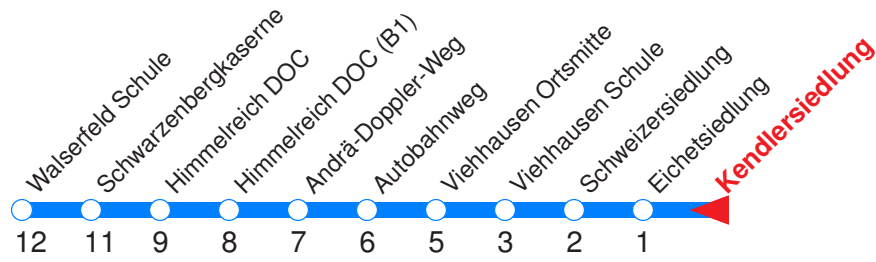 Walserfeld Schule
Schwarzenbergkaserne
Himmelreich DOC
Himmelreich DOC (B1)
Andrä-Doppler-Weg
Autobahnweg
Viehhausen Ortsmitte
Viehhausen Schule
Schweizersiedlung
Eichetsiedlung
Kendlersiedlung
12 11 9 8 7 6 5 3 2 1